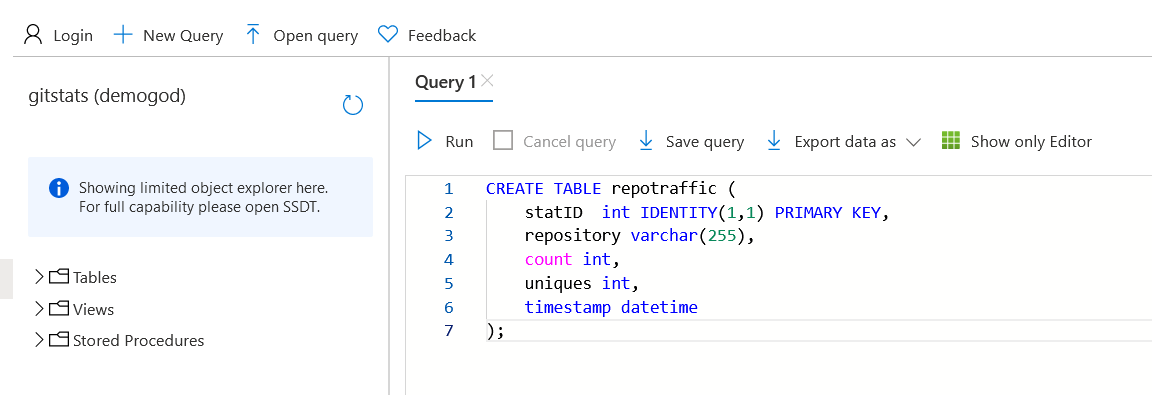 Login New Query Open query Feedback
gitstats (demogod)
Showing limited object explorer here.
For full capability please open SSDT.
Tables
Views
Stored Procedures
Query 1
Run Cancel query Save query Export data as Show only Editor
1 CREATE TABLE repotraffic (
2 statID  int IDENTITY(1,1) PRIMARY KEY,
3 repository varchar(255),
4 count int,
5 uniques int,
6 timestamp datetime
7 );